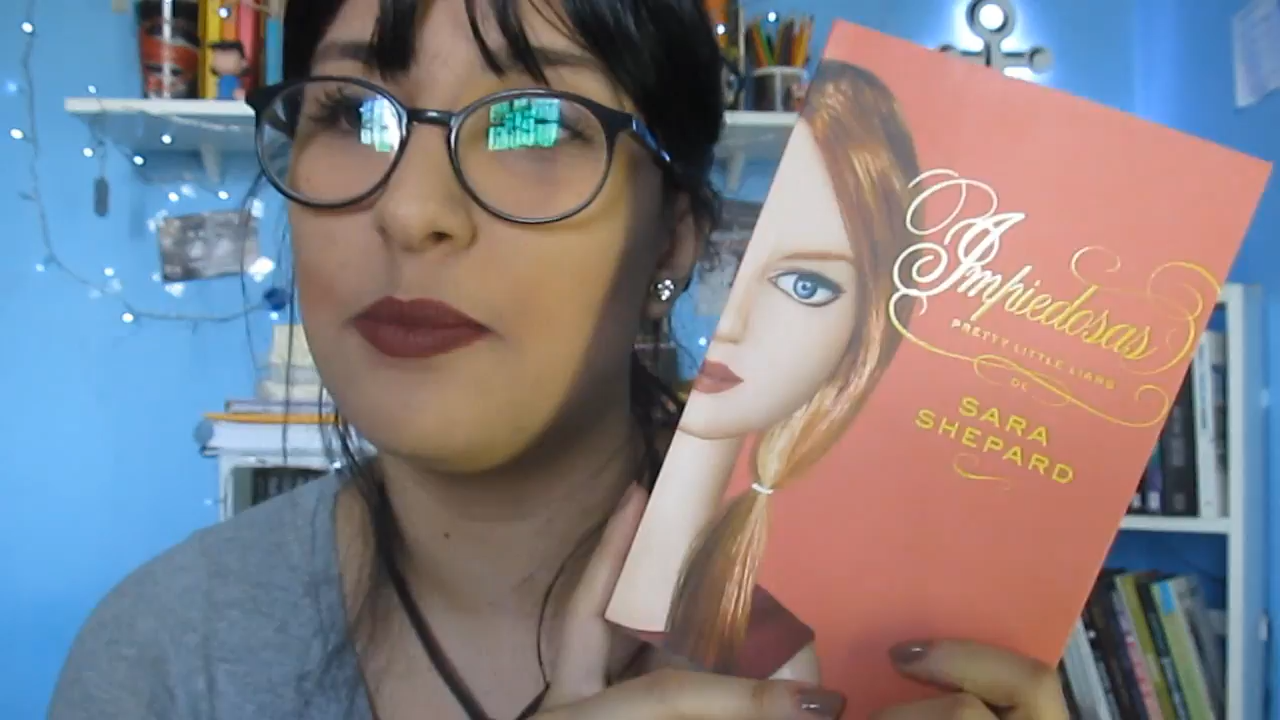 Impiedosas
PRETTY LITTLE LIARS
DE
SARA
SHEPARD